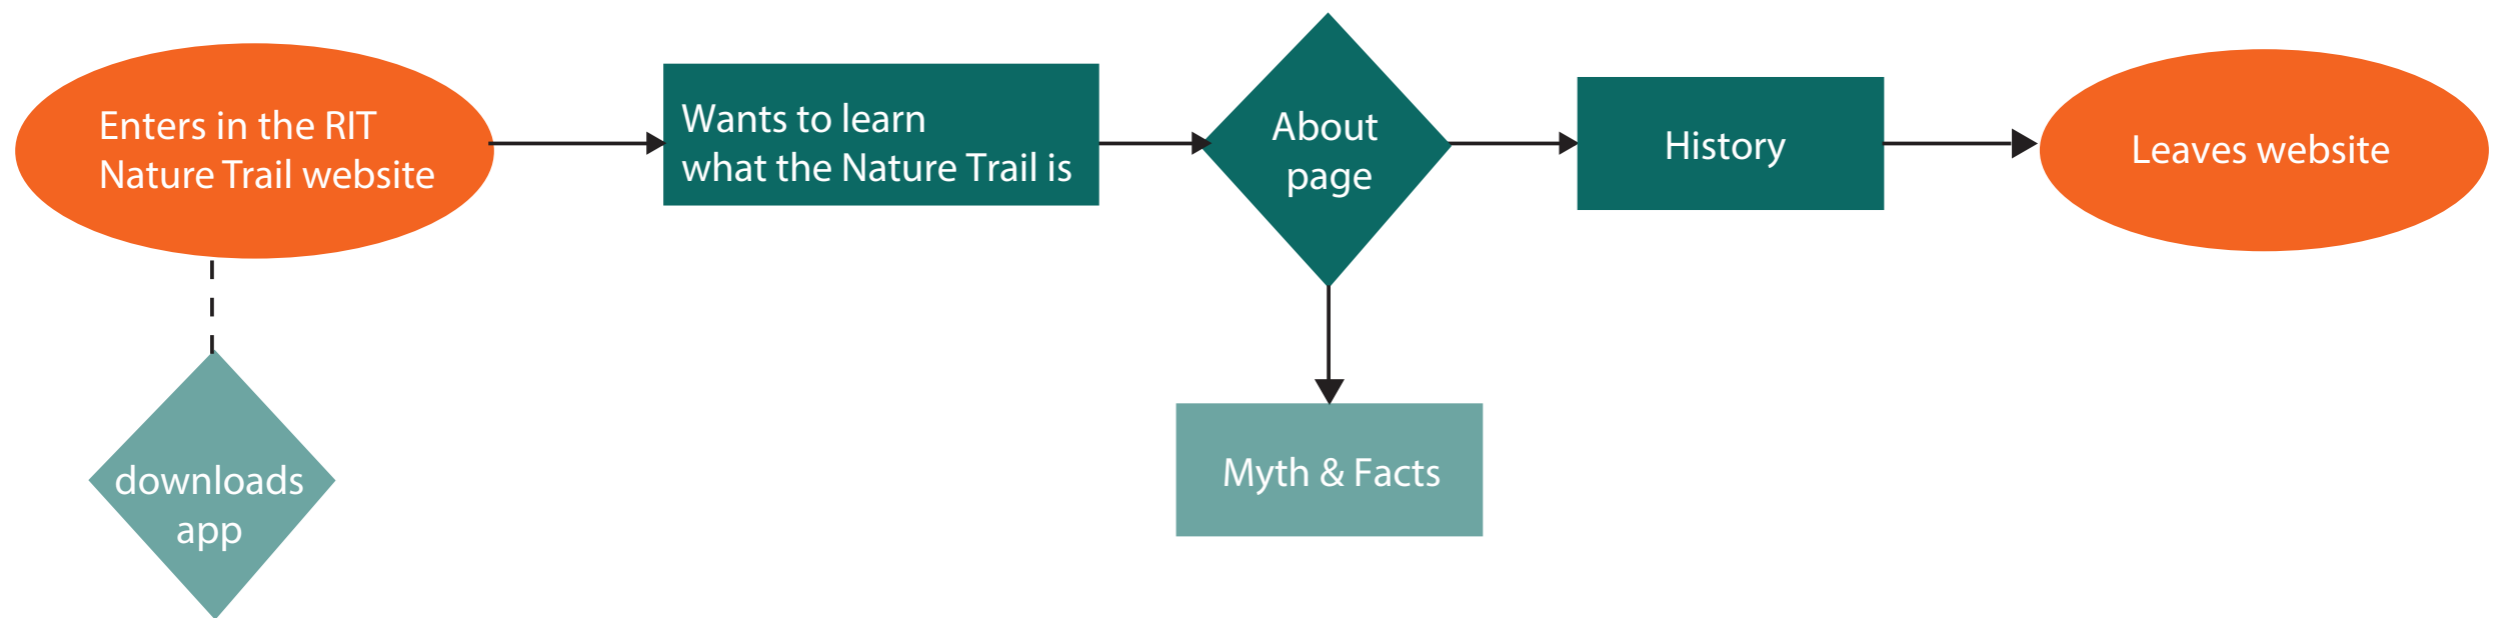 Enters in the RIT
Nature Trail website
Wants to learn
what the Nature Trail is
About
page
History
Leaves website
downloads
app
Myth & Facts